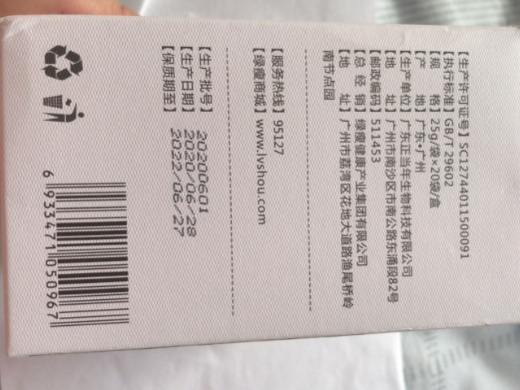 【生产许可证号】SC12744011500091
【执行标准】GB/T 29602
【规 格】25g/袋×20袋/盒
【产 地】广东•广州
【生产单位】广东正当年生物科技有限公司
【地 址】广州市南沙区市南公路东涌段82号
【邮政编码】511453
【总 经 销】绿瘦健康产业集团有限公司
【地 址】广州市荔湾区花地大道路渔尾桥岭
南节点园
【服务热线】95127
【绿瘦商城】www.lvshou.com
【生产批号】20200601
【生产日期】2020/06/28
【保质期至】2022/06/27
6 933471 050967